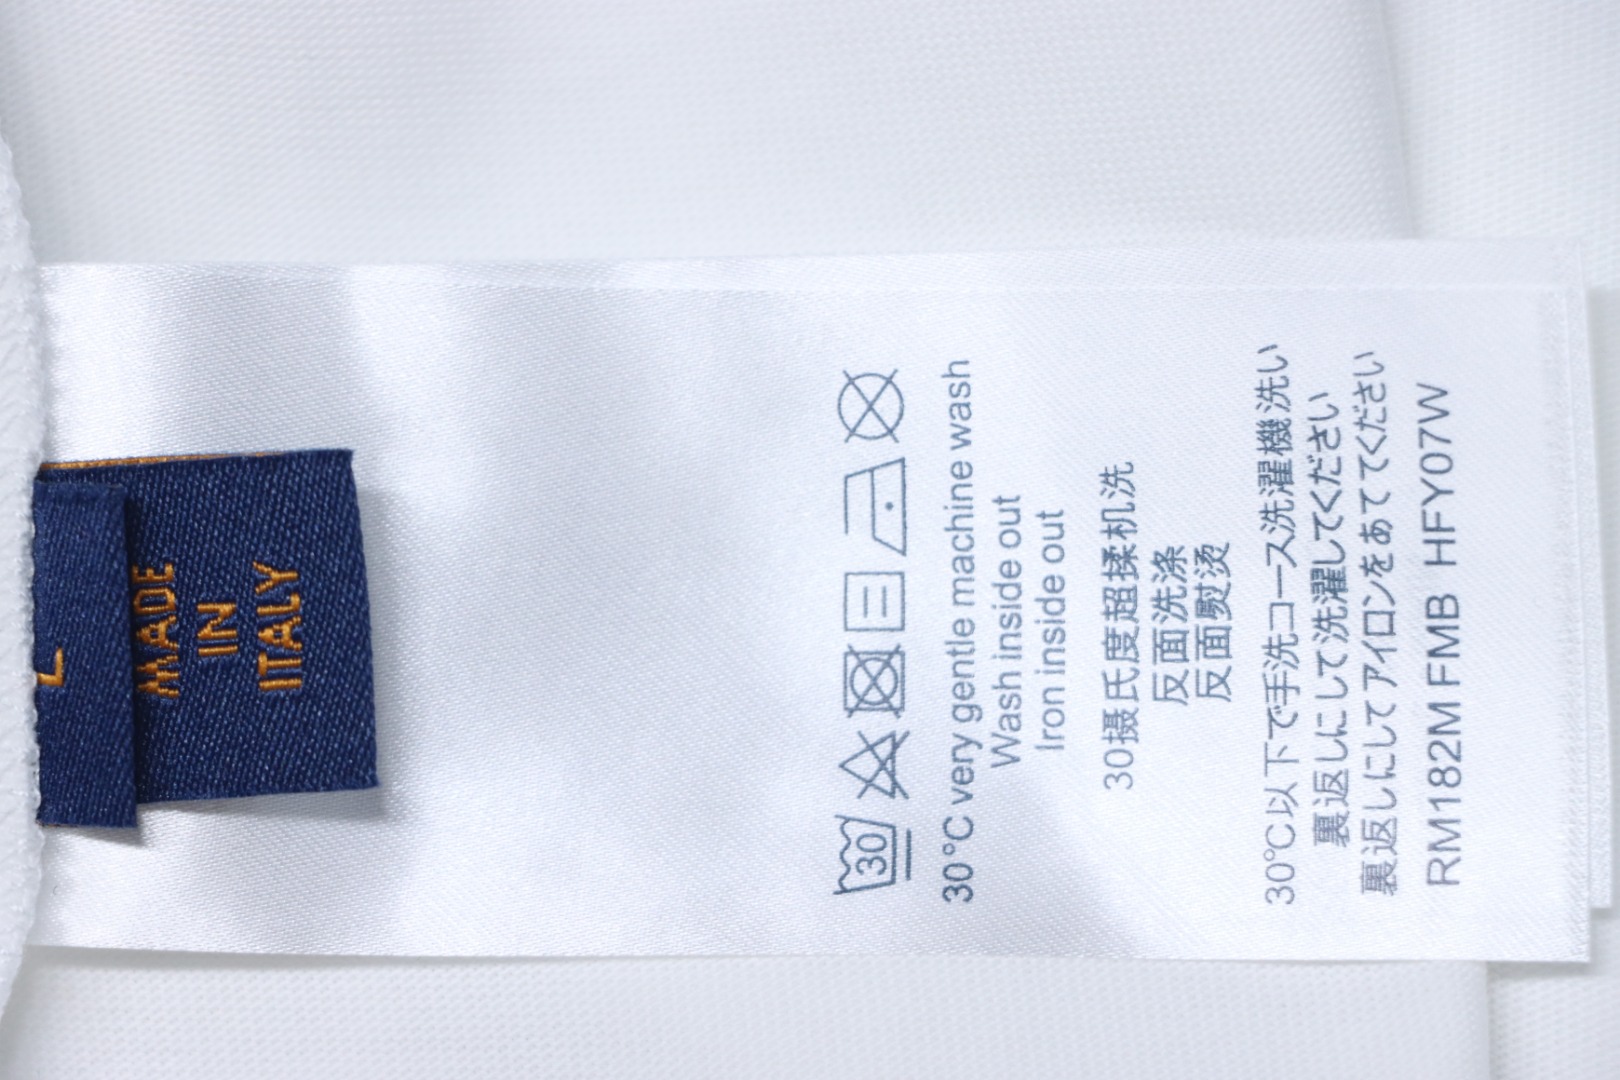 L
MADE
IN
ITALY
30
30°C very gentle machine wash
Wash inside out
Iron inside out
30摄氏度超揉机洗
反面洗涤
反面熨烫
30℃以下で手洗コース洗濯機洗い
裏返しにして洗濯してください
裏返しにしてアイロンをあててください
RM182M FMB HFY07W